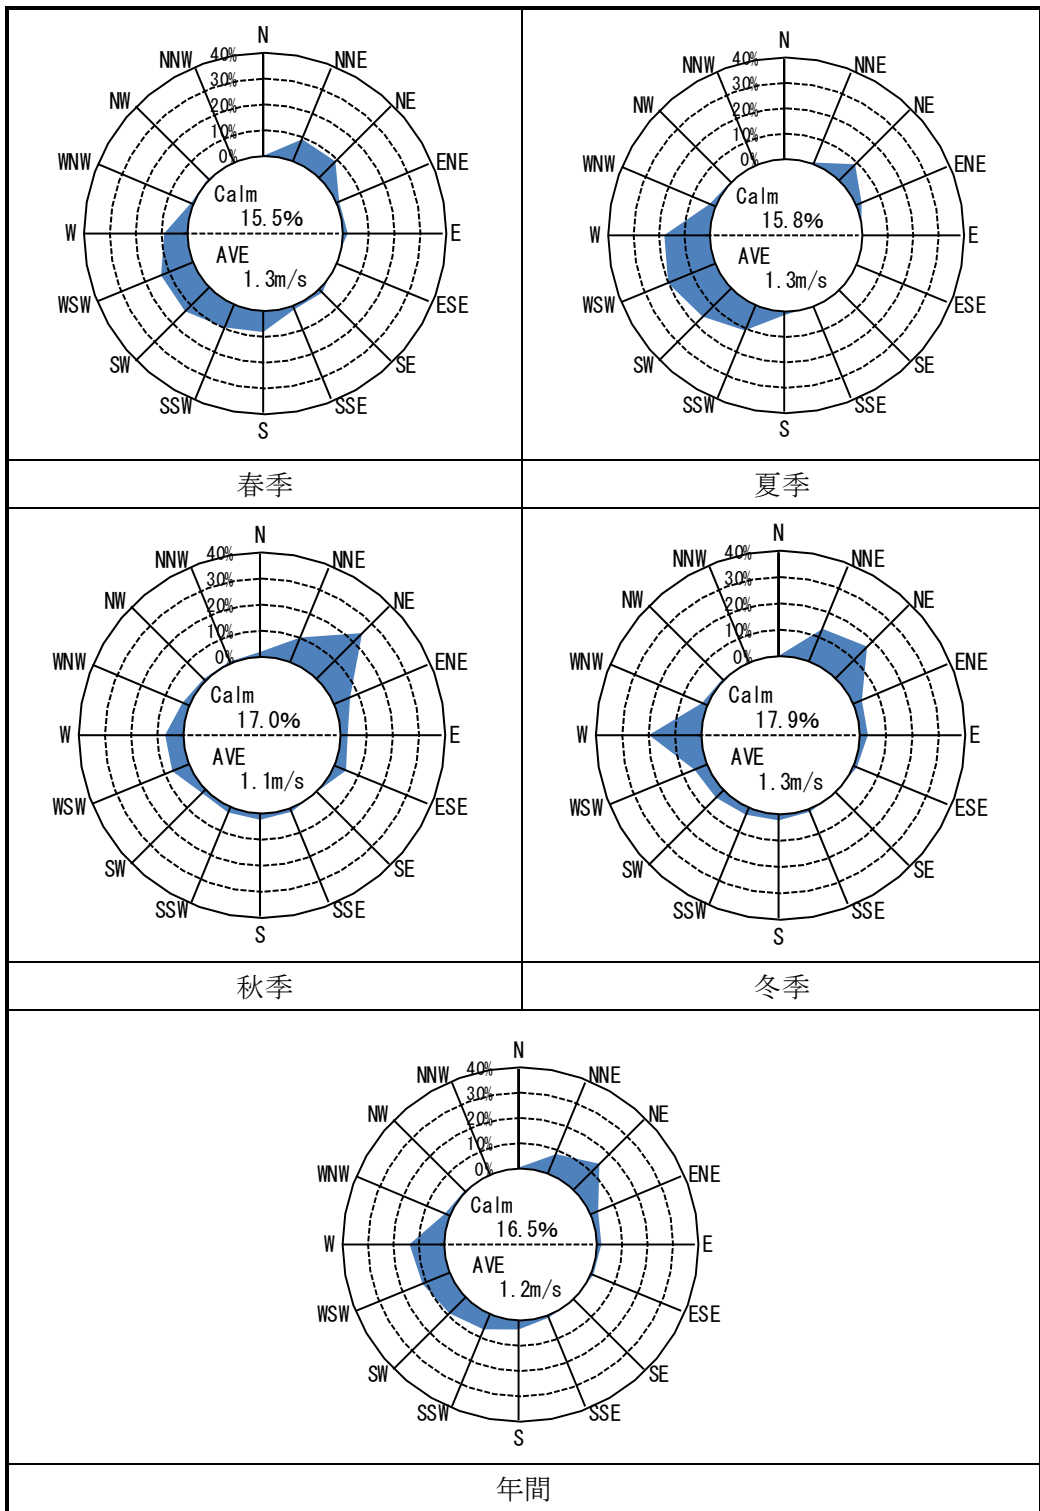 N
NNE
NE
ENE
E
ESE
SE
SSE
S
SSW
SW
WSW
W
WNW
NW
NNW
40%
30%
20%
10%
0%
Calm
15.5%
AVE
1.3m/s
春季
N
NNE
NE
ENE
E
ESE
SE
SSE
S
SSW
SW
WSW
W
WNW
NW
NNW
40%
30%
20%
10%
0%
Calm
15.8%
AVE
1.3m/s
夏季
N
NNE
NE
ENE
E
ESE
SE
SSE
S
SSW
SW
WSW
W
WNW
NW
NNW
40%
30%
20%
10%
0%
Calm
17.0%
AVE
1.1m/s
秋季
N
NNE
NE
ENE
E
ESE
SE
SSE
S
SSW
SW
WSW
W
WNW
NW
NNW
40%
30%
20%
10%
0%
Calm
17.9%
AVE
1.3m/s
冬季
N
NNE
NE
ENE
E
ESE
SE
SSE
S
SSW
SW
WSW
W
WNW
NW
NNW
40%
30%
20%
10%
0%
Calm
16.5%
AVE
1.2m/s
年間